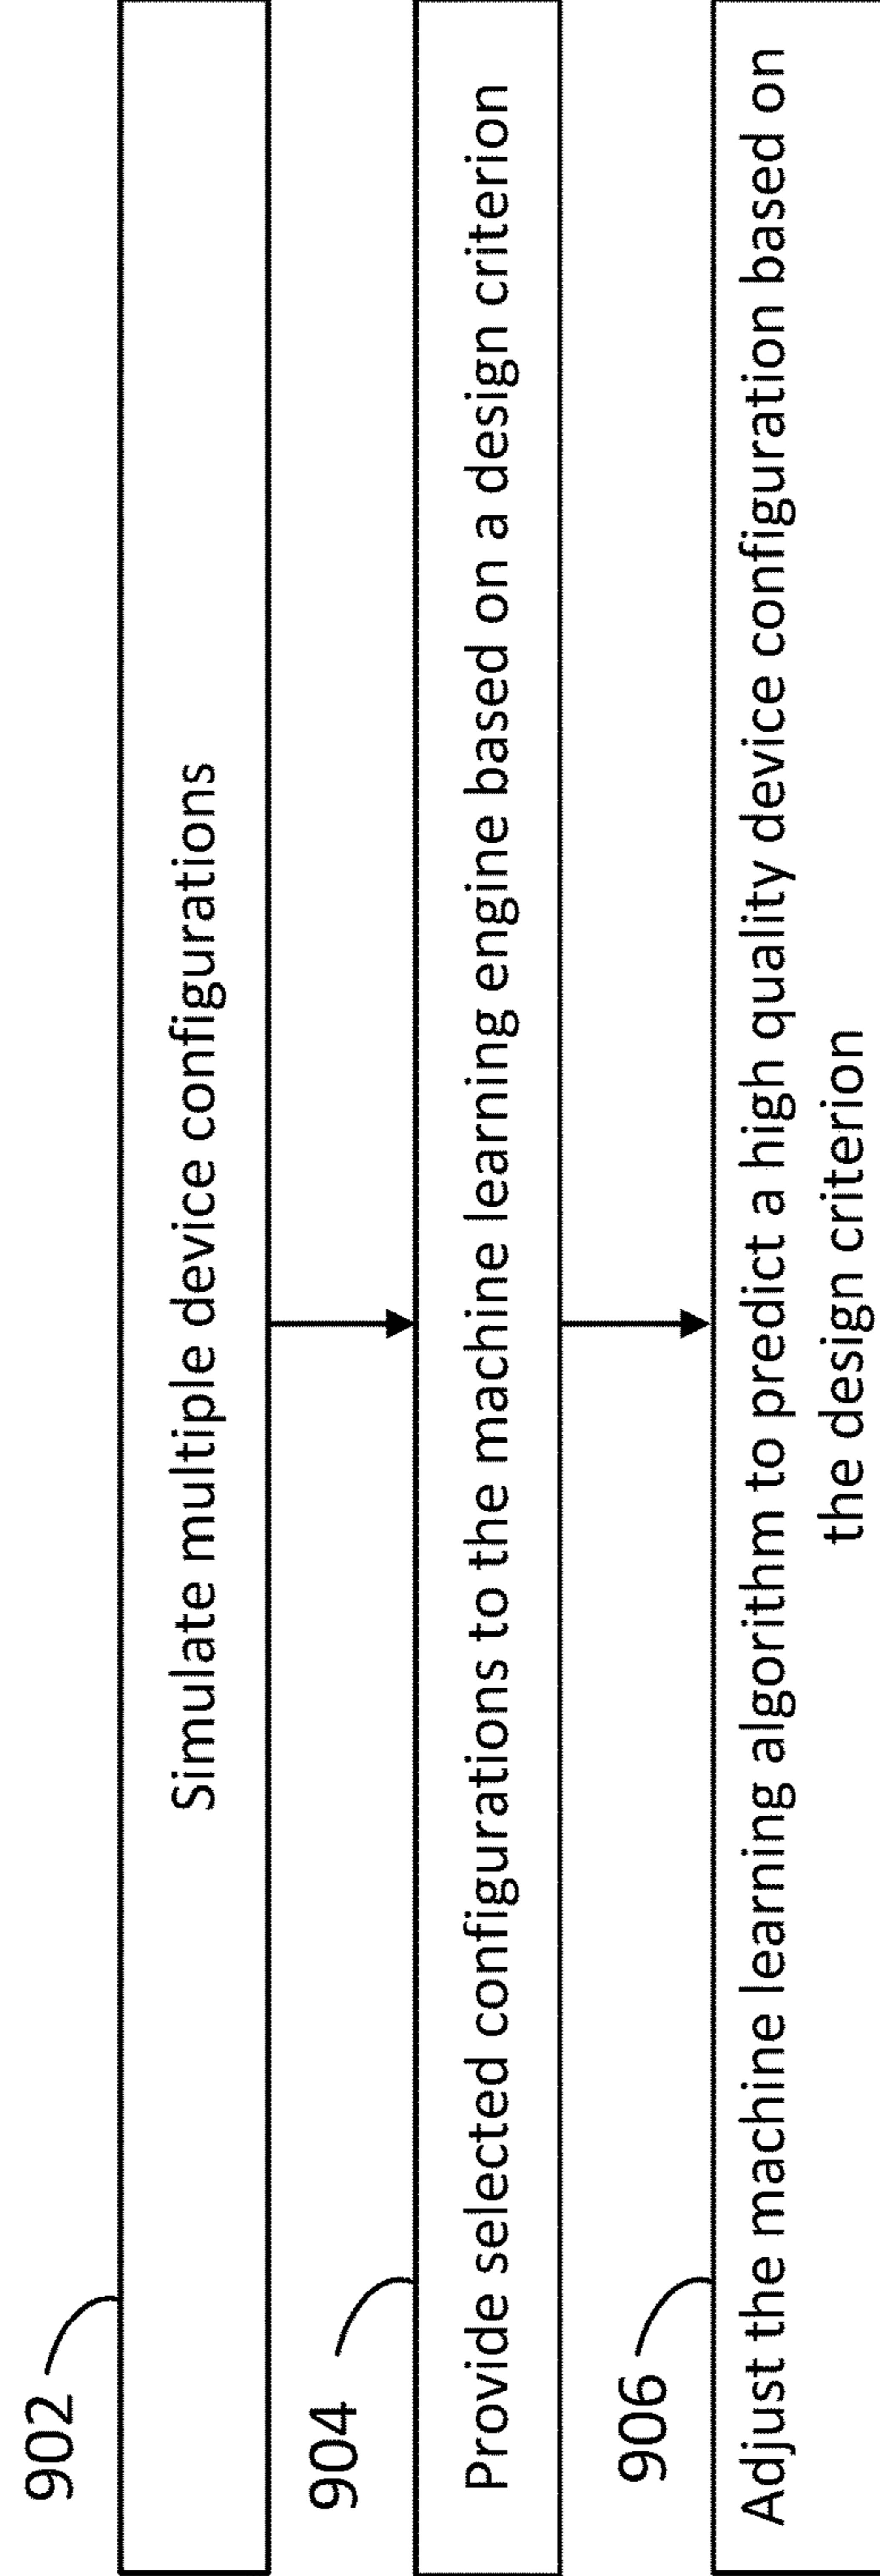 902
Simulate multiple device configurations
904
Provide selected configurations to the machine learning engine based on a design criterion
906
Adjust the machine learning algorithm to predict a high quality device configuration based on
the design criterion